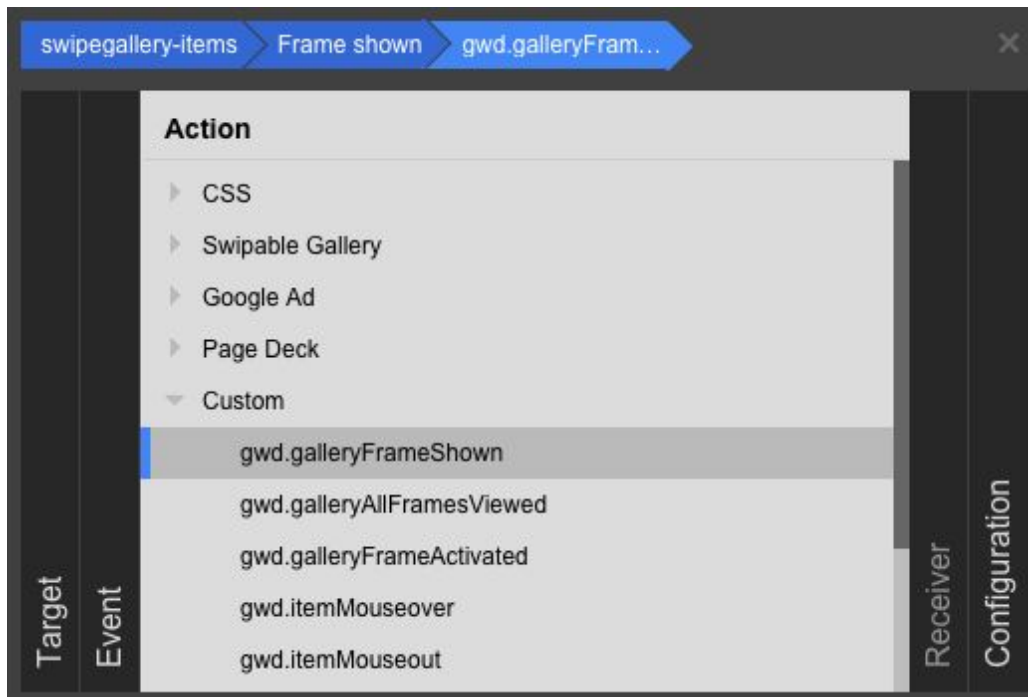 swipegallery-items Frame shown gwd.galleryFram...
×
Action
CSS
Swipable Gallery
Google Ad
Page Deck
Custom
gwd.galleryFrameShown
gwd.galleryAllFramesViewed
gwd.galleryFrameActivated
gwd.itemMouseover
gwd.itemMouseout
Target
Event
Receiver
Configuration